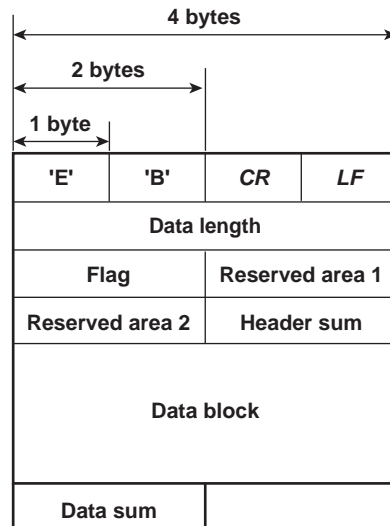 4 bytes
2 bytes
1 byte
'E' 'B' CR LF
Data length
Flag Reserved area 1
Reserved area 2 Header sum
Data block
Data sum